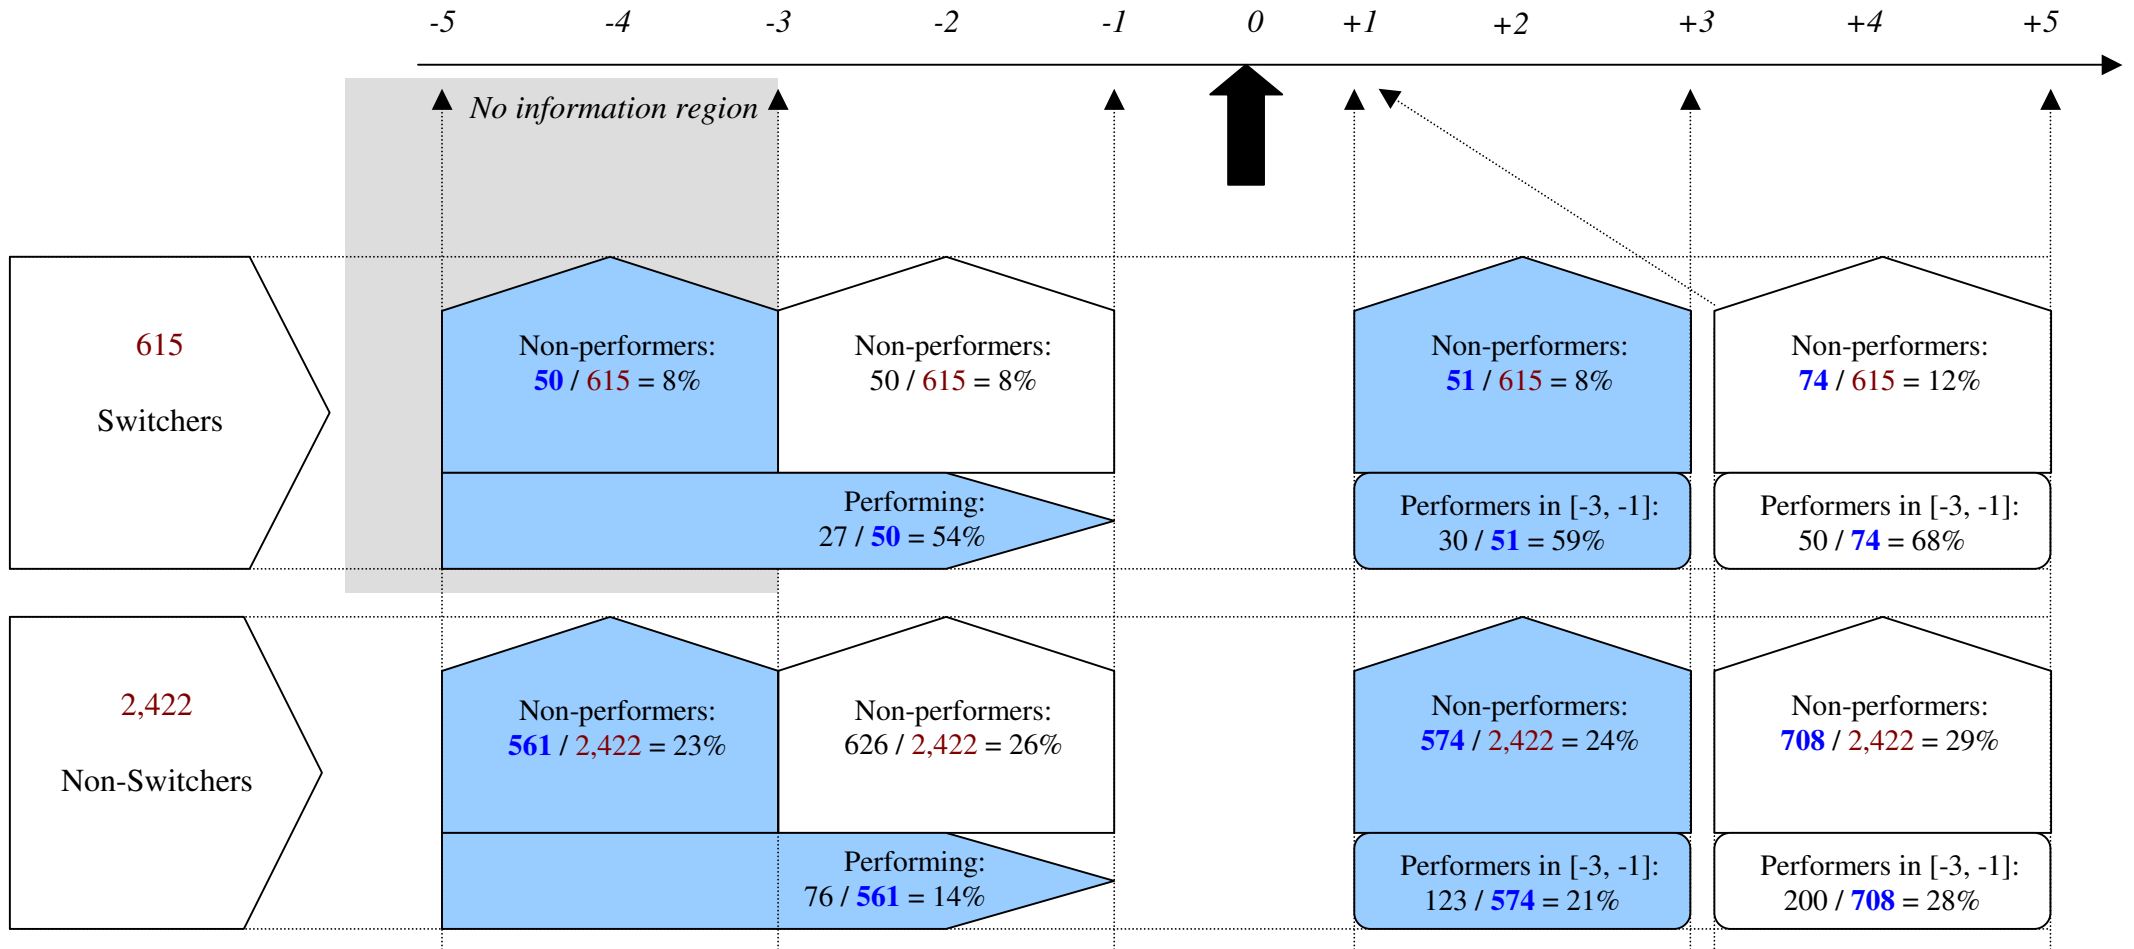 -5 -4 -3 -2 -1 0 +1 +2 +3 +4 +5
No information region
615
Switchers
Non-performers:
50 / 615 = 8%
Non-performers:
50 / 615 = 8%
Non-performers:
51 / 615 = 8%
Non-performers:
74 / 615 = 12%
Performing:
27 / 50 = 54%
Performers in [-3, -1]:
30 / 51 = 59%
Performers in [-3, -1]:
50 / 74 = 68%
2,422
Non-Switchers
Non-performers:
561 / 2,422 = 23%
Non-performers:
626 / 2,422 = 26%
Non-performers:
574 / 2,422 = 24%
Non-performers:
708 / 2,422 = 29%
Performing:
76 / 561 = 14%
Performers in [-3, -1]:
123 / 574 = 21%
Performers in [-3, -1]:
200 / 708 = 28%